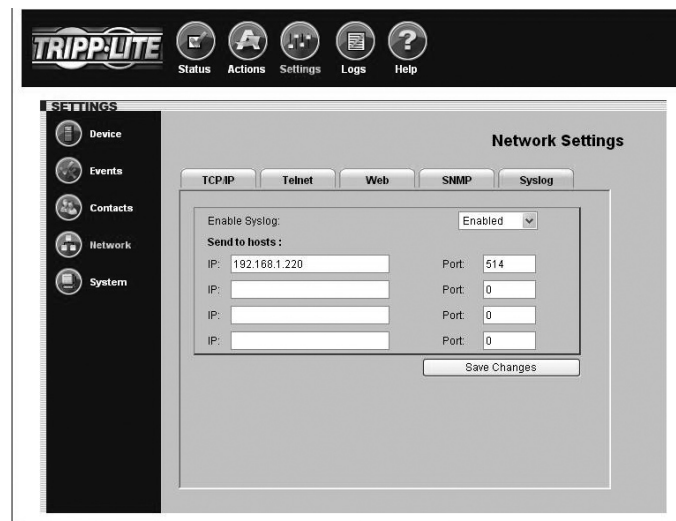 TRIPP·LITE
Status Actions Settings Logs Help
SETTINGS
Device
Events
Contacts
Network
System
Network Settings
TCP/IP Telnet Web SNMP Syslog
Enable Syslog: Enabled
Send to hosts :
IP: 192.168.1.220 Port: 514
IP: Port: 0
IP: Port: 0
IP: Port: 0
Save Changes